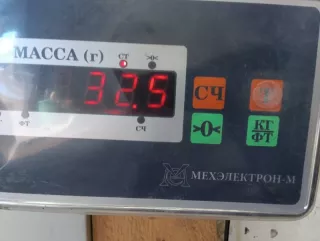 МАССА (г)
СТ
>0<
32.5
СЧ
ФТ
СЧ
>0<
КГ
ФТ
МЕХЭЛЕКТРОН-М